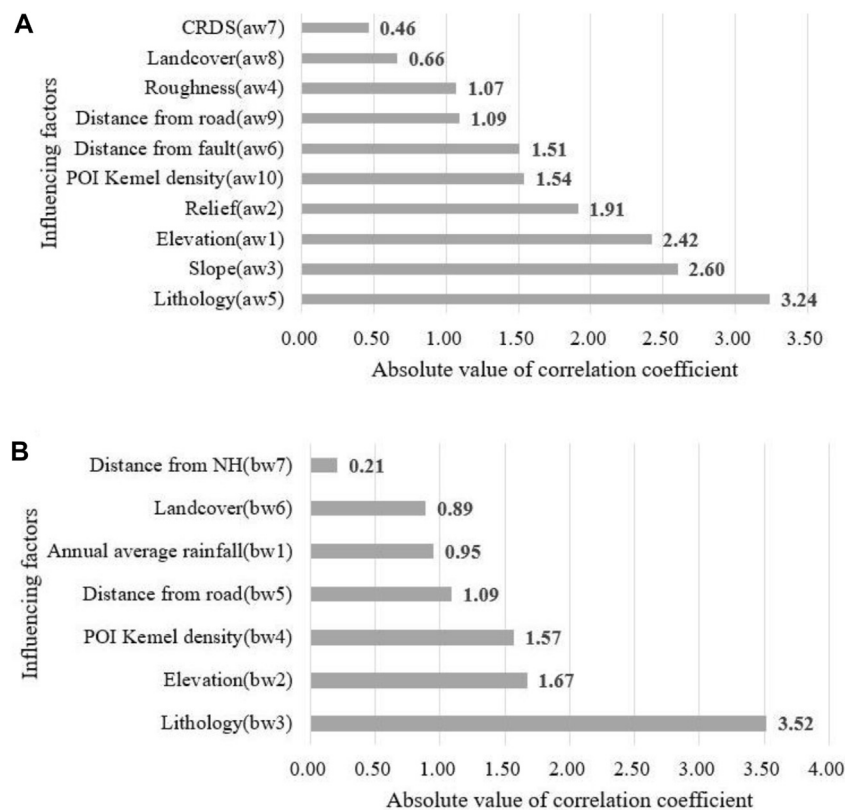 A
Influencing factors
CRDS(aw7) 0.46
Landcover(aw8) 0.66
Roughness(aw4) 1.07
Distance from road(aw9) 1.09
Distance from fault(aw6) 1.51
POI Kemel density(aw10) 1.54
Relief(aw2) 1.91
Elevation(aw1) 2.42
Slope(aw3) 2.60
Lithology(aw5) 3.24
0.00 0.50 1.00 1.50 2.00 2.50 3.00 3.50
Absolute value of correlation coefficient
B
Influencing factors
Distance from NH(bw7) 0.21
Landcover(bw6) 0.89
Annual average rainfall(bw1) 0.95
Distance from road(bw5) 1.09
POI Kemel density(bw4) 1.57
Elevation(bw2) 1.67
Lithology(bw3) 3.52
0.00 0.50 1.00 1.50 2.00 2.50 3.00 3.50 4.00
Absolute value of correlation coefficient